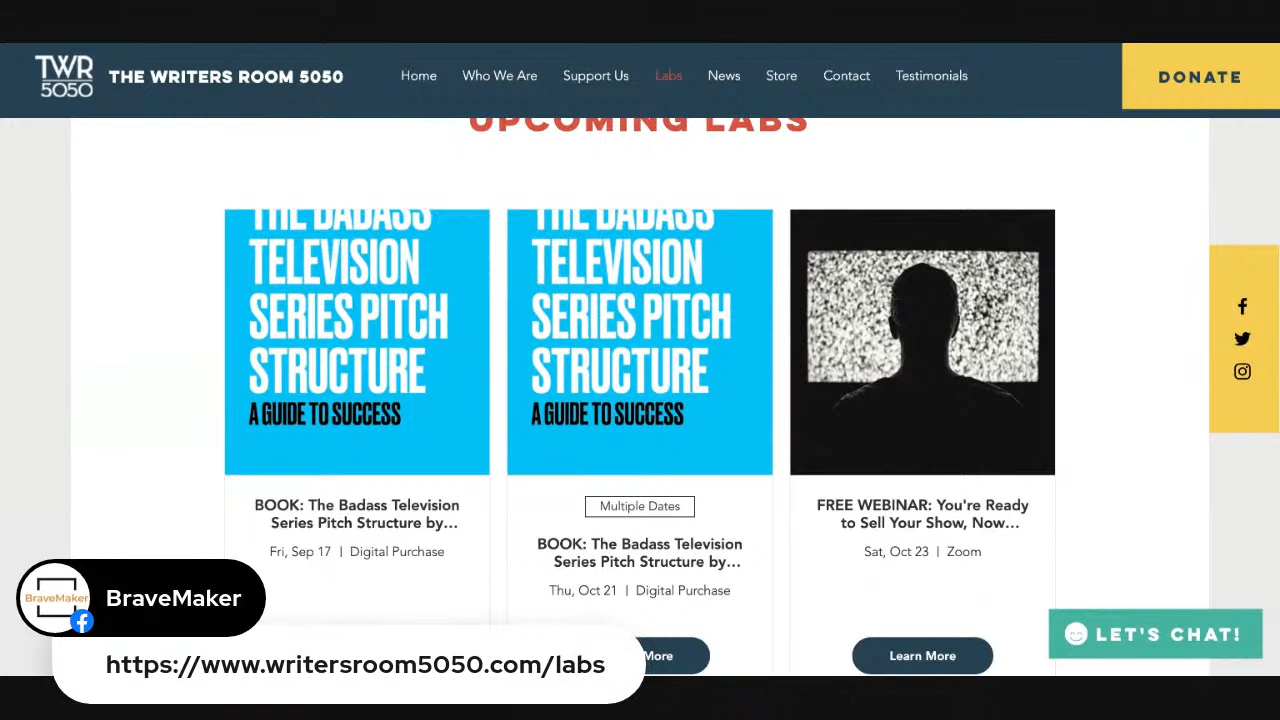 TWR
5050
THE WRITERS ROOM 5050
Home
Who We Are
Support Us
Labs
News
Store
Contact
Testimonials
DONATE
UPCOMING LABS
THE BADASS
TELEVISION
SERIES PITCH
STRUCTURE
A GUIDE TO SUCCESS
THE BADASS
TELEVISION
SERIES PITCH
STRUCTURE
A GUIDE TO SUCCESS
BOOK: The Badass Television
Series Pitch Structure by...
Fri, Sep 17 | Digital Purchase
Multiple Dates
BOOK: The Badass Television
Series Pitch Structure by...
Thu, Oct 21 | Digital Purchase
More
FREE WEBINAR: You're Ready
to Sell Your Show, Now...
Sat, Oct 23 | Zoom
Learn More
LET'S CHAT!
BraveMaker
BraveMaker
https://www.writersroom5050.com/labs